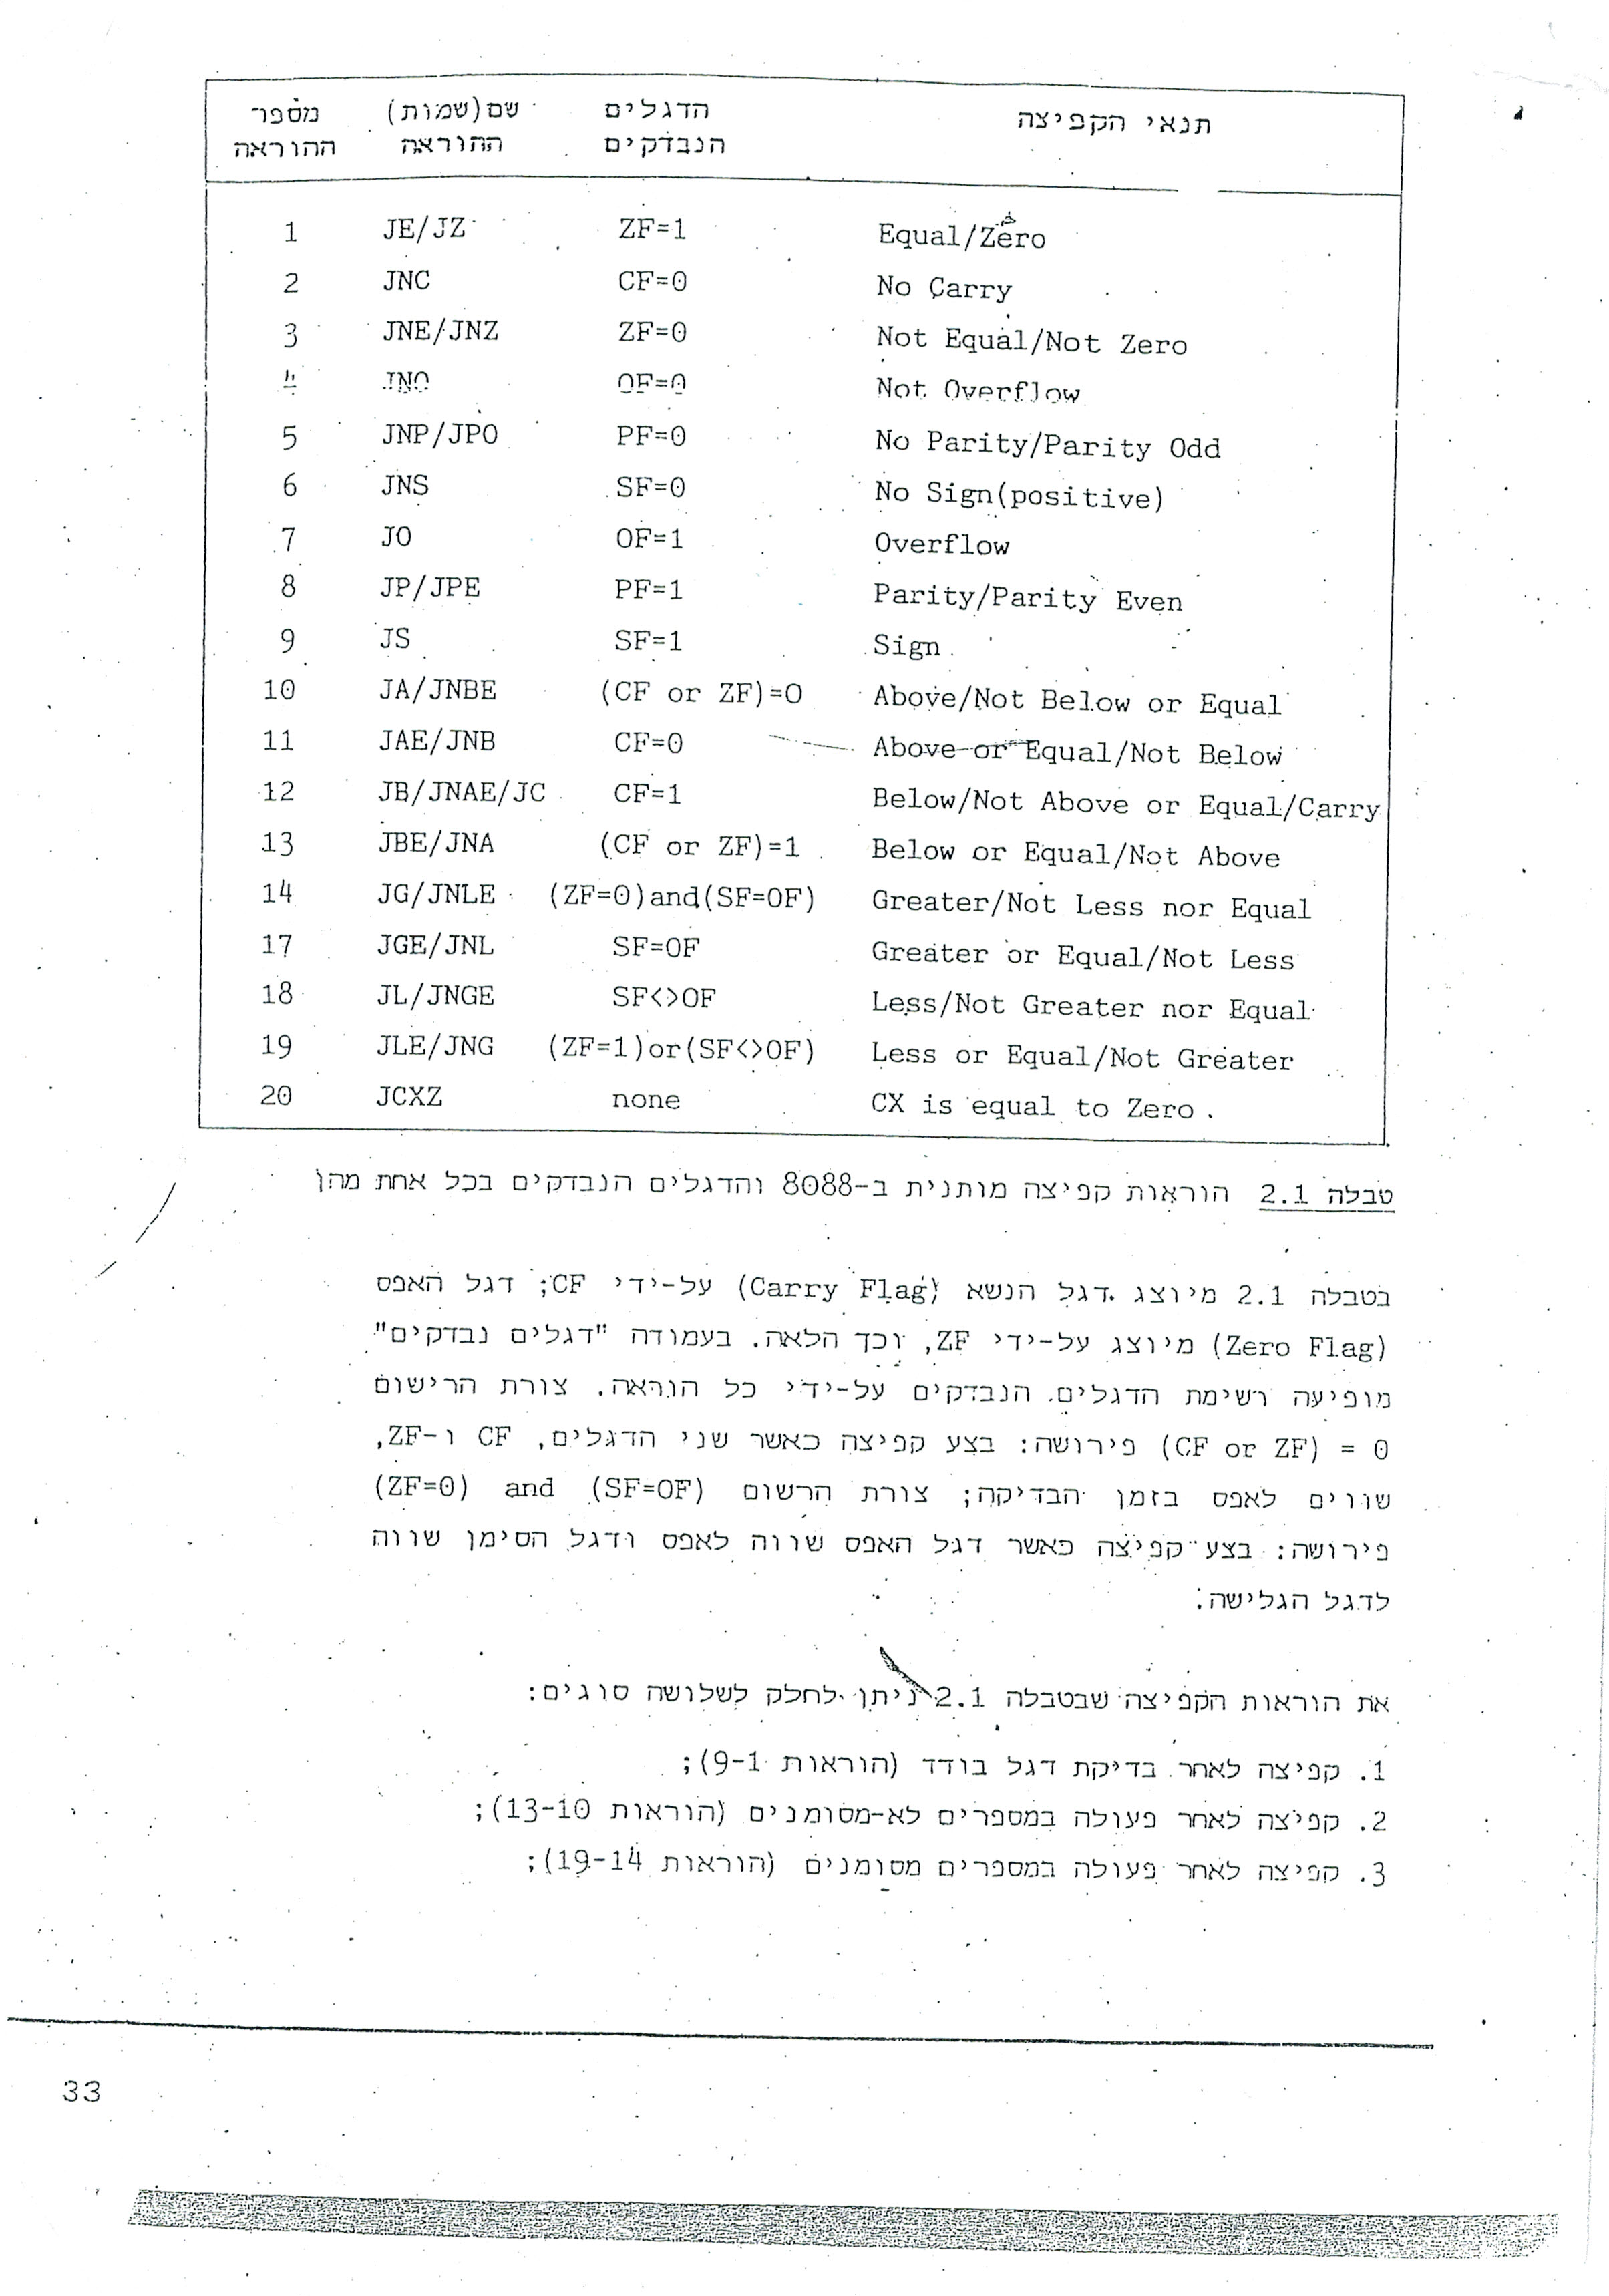 מספר ההוראה שם(שמות) ההוראה הדגלים הנבדקים תנאי הקפיצה
1 JE/JZ ZF=1 Equal/Zero
2 JNC CF=0 No Carry
3 JNE/JNZ ZF=0 Not Equal/Not Zero
4 JNO OF=0 Not Overflow
5 JNP/JPO PF=0 No Parity/Parity Odd
6 JNS SF=0 No Sign(positive)
7 JO OF=1 Overflow
8 JP/JPE PF=1 Parity/Parity Even
9 JS SF=1 Sign
10 JA/JNBE (CF or ZF)=0 Above/Not Below or Equal
11 JAE/JNB CF=0 Above or Equal/Not Below
12 JB/JNAE/JC CF=1 Below/Not Above or Equal/Carry
13 JBE/JNA (CF or ZF)=1 Below or Equal/Not Above
14 JG/JNLE (ZF=0)and(SF=OF) Greater/Not Less nor Equal
17 JGE/JNL SF=OF Greater or Equal/Not Less
18 JL/JNGE SF<>OF Less/Not Greater nor Equal
19 JLE/JNG (ZF=1)or(SF<>OF) Less or Equal/Not Greater
20 JCXZ none CX is equal to Zero.
טבלה 2.1 הוראות קפיצה מותנית ב-8088 והדגלים הנבדקים בכל אחת מהן
בטבלה 2.1 מיוצג דגל הנשא (Carry Flag) על-ידי CF; דגל האפס
(Zero Flag) מיוצג על-ידי ZF, וכך הלאה. בעמודה "דגלים נבדקים"
מופיעה רשימת הדגלים הנבדקים על-ידי כל הוראה. צורת הרישום
(CF or ZF) = 0 פירושה: בצע קפיצה כאשר שני הדגלים, CF ו-ZF,
שווים לאפס בזמן הבדיקה; צורת הרשום (ZF=0) and (SF=OF)
פירושה: בצע קפיצה כאשר דגל האפס שווה לאפס ודגל הסימן שווה
לדגל הגלישה.
את הוראות הקפיצה שבטבלה 2.1 ניתן לחלק לשלושה סוגים:
1. קפיצה לאחר בדיקת דגל בודד (הוראות 9-1);
2. קפיצה לאחר פעולה במספרים לא-מסומנים (הוראות 13-10);
3. קפיצה לאחר פעולה במספרים מסומנים (הוראות 19-14);
33